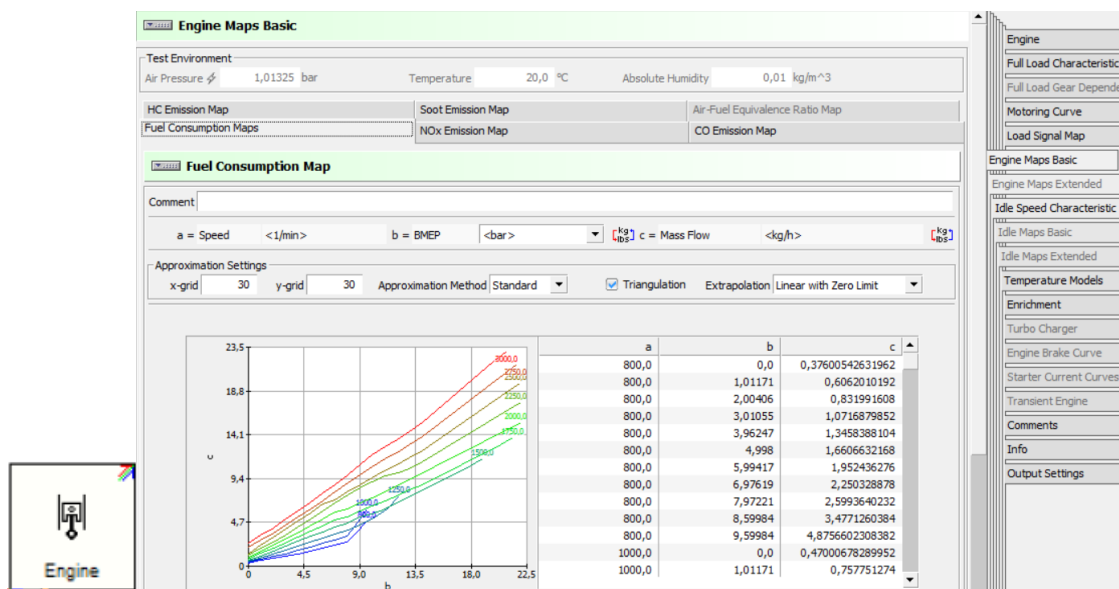 Engine Maps Basic
Test Environment
Air Pressure 1,01325 bar Temperature 20,0 ºC Absolute Humidity 0,01 kg/m^3
HC Emission Map Soot Emission Map Air-Fuel Equivalence Ratio Map
Fuel Consumption Maps NOx Emission Map CO Emission Map
Fuel Consumption Map
Comment
a = Speed <1/min> b = BMEP <bar> kg lbs c = Mass Flow <kg/h> kg lbs
Approximation Settings
x-grid 30 y-grid 30 Approximation Method Standard Triangulation Extrapolation Linear with Zero Limit
23,5
18,8
14,1
9,4
4,7
0
c
3000,0
2750,0
2500,0
2250,0
2000,0
1750,0
1500,0
1250,0
1000,0
800,0
0 4,5 9,0 13,5 18,0 22,5
b
a b c
800,0 0,0 0,37600542631962
800,0 1,01171 0,6062010192
800,0 2,00406 0,831991608
800,0 3,01055 1,0716879852
800,0 3,96247 1,3458388104
800,0 4,998 1,6606632168
800,0 5,99417 1,952436276
800,0 6,97619 2,250328878
800,0 7,97221 2,5993640232
800,0 8,59984 3,4771260384
800,0 9,59984 4,8756602308382
1000,0 0,0 0,47000678289952
1000,0 1,01171 0,757751274
Engine
Full Load Characteristic
Full Load Gear Depende
Motoring Curve
Load Signal Map
Engine Maps Basic
Engine Maps Extended
Idle Speed Characteristic
Idle Maps Basic
Idle Maps Extended
Temperature Models
Enrichment
Turbo Charger
Engine Brake Curve
Starter Current Curves
Transient Engine
Comments
Info
Output Settings
Engine